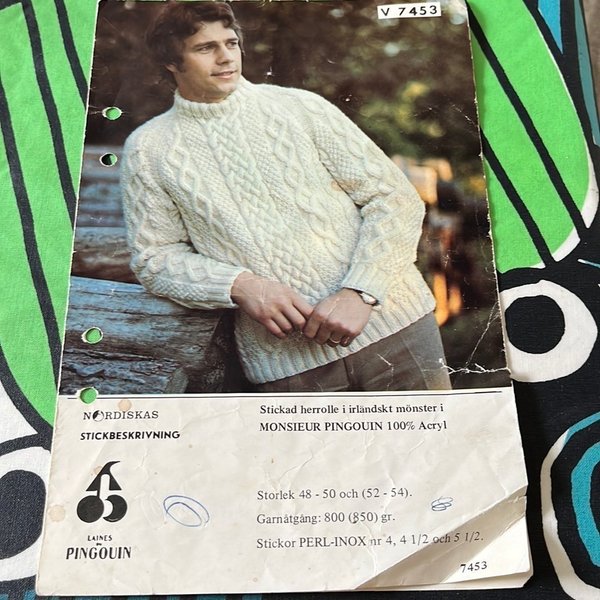 V 7453
NORDISKAS
STICKBESKRIVNING
LAINES
DU
PINGOUIN
Stickad herrolle i irländskt mönster i
MONSIEUR PINGOUIN 100% Acryl
Storlek 48 - 50 och (52 - 54).
Garnåtgång: 800 (850) gr.
Stickor PERL-INOX nr 4, 4 1/2 och 5 1/2.
7453